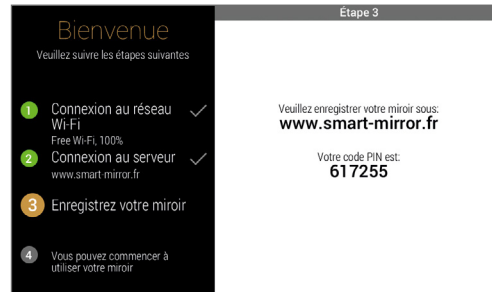 Bienvenue
Veuillez suivre les étapes suivantes
1 Connexion au réseau
Wi-Fi
Free Wi-Fi, 100%
2 Connexion au serveur
www.smart-mirror.fr
3 Enregistrez votre miroir
4 Vous pouvez commencer à
utiliser votre miroir
Étape 3
Veuillez enregistrer votre miroir sous:
www.smart-mirror.fr
Votre code PIN est:
617255